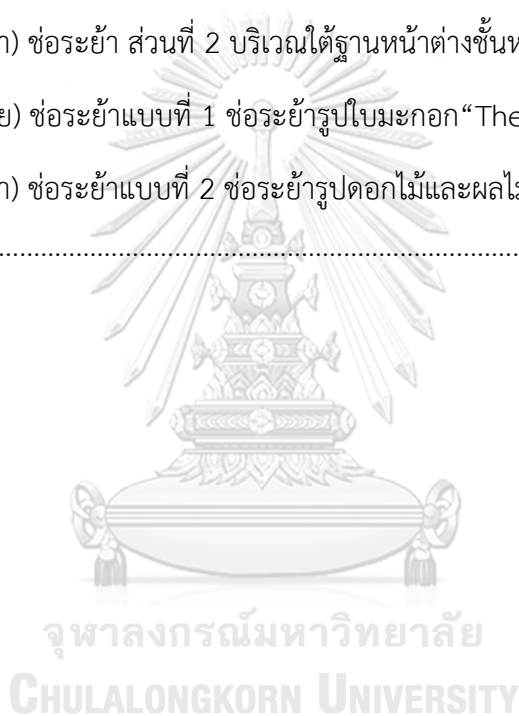 า) ช่อระย้า ส่วนที่ 2 บริเวณใต้ฐานหน้าต่างชั้นห
ย) ช่อระย้าแบบที่ 1 ช่อระย้ารูปใบมะกอก“The
า) ช่อระย้าแบบที่ 2 ช่อระย้ารูปดอกไม้และผลไม
........................................................................................
จุฬาลงกรณ์มหาวิทยาลัย
CHULALONGKORN UNIVERSITY